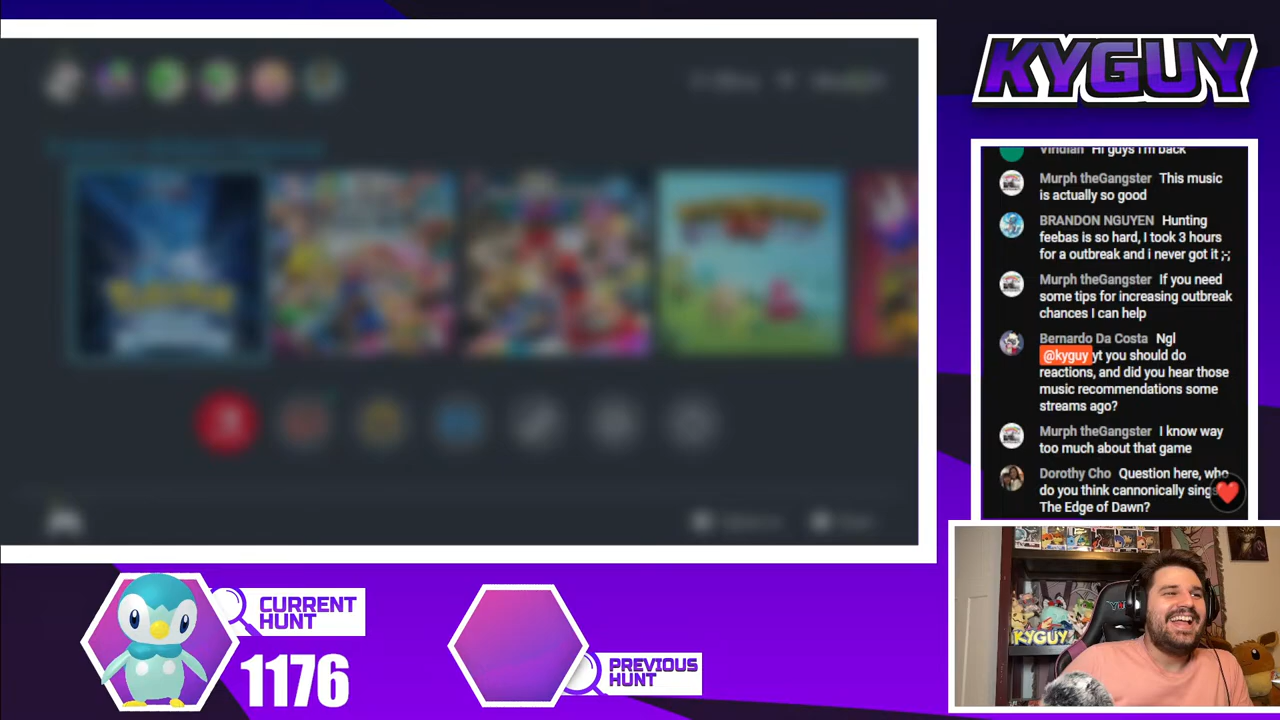 KYGUY
Viridian Hi guys I'm back
Murph theGangster This music
is actually so good
BRANDON NGUYEN Hunting
feebas is so hard, I took 3 hours
for a outbreak and i never got it ;-;
Murph theGangster If you need
some tips for increasing outbreak
chances I can help
Bernardo Da Costa Ngl
@kyguy yt you should do
reactions, and did you hear those
music recommendations some
streams ago?
Murph theGangster I know way
too much about that game
Dorothy Cho Question here, who
do you think cannonically sings
The Edge of Dawn?
KYGUY
CURRENT
HUNT
1176
PREVIOUS
HUNT